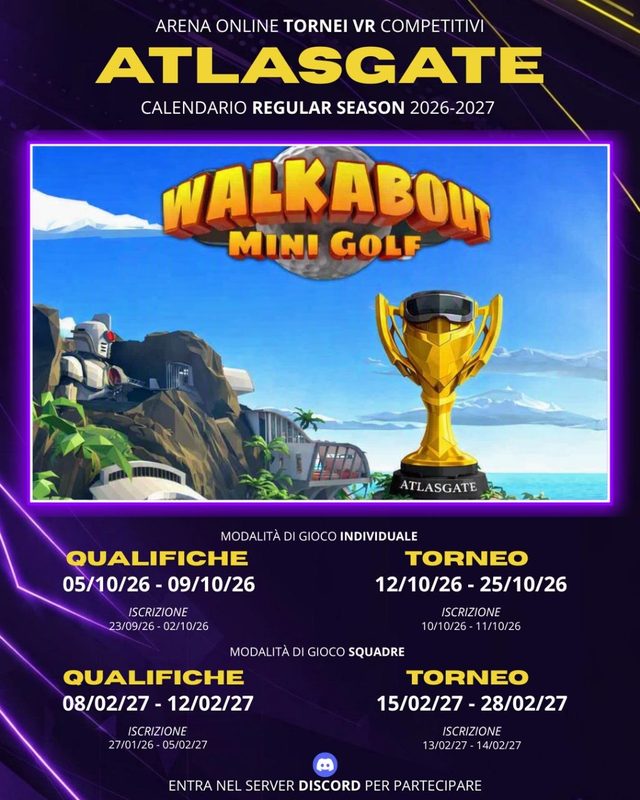 ARENA ONLINE TORNEI VR COMPETITIVI
ATLASGATE
CALENDARIO REGULAR SEASON 2026-2027
WALKABOUT
MINI GOLF
ATLASGATE
MODALITÀ DI GIOCO INDIVIDUALE
QUALIFICHE
05/10/26 - 09/10/26
ISCRIZIONE
23/09/26 - 02/10/26
TORNEO
12/10/26 - 25/10/26
ISCRIZIONE
10/10/26 - 11/10/26
MODALITÀ DI GIOCO SQUADRE
QUALIFICHE
08/02/27 - 12/02/27
ISCRIZIONE
27/01/26 - 05/02/27
TORNEO
15/02/27 - 28/02/27
ISCRIZIONE
13/02/27 - 14/02/27
ENTRA NEL SERVER DISCORD PER PARTECIPARE